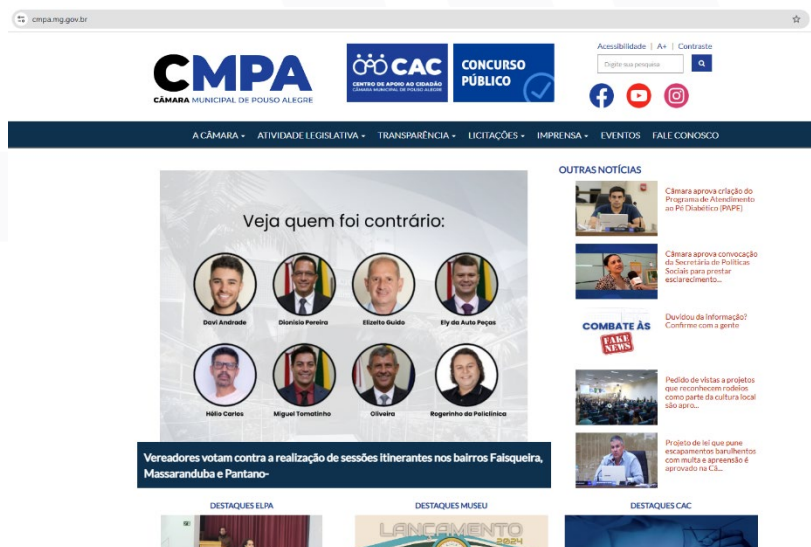 cmpa.mg.gov.br
CMPA
CÂMARA MUNICIPAL DE POUSO ALEGRE
CAC
CENTRO DE APOIO AO CIDADÃO
CÂMARA MUNICIPAL DE POUSO ALEGRE
CONCURSO
PÚBLICO
Acessibilidade | A+ | Contraste
Digite sua pesquisa
A CÂMARA
ATIVIDADE LEGISLATIVA
TRANSPARÊNCIA
LICITAÇÕES
IMPRENSA
EVENTOS
FALE CONOSCO
Veja quem foi contrário:
Davi Andrade
Dionísio Pereira
Elizelto Guido
Ely da Auto Peças
Hélio Carlos
Miguel Tomatinho
Oliveira
Rogerinho da Policlínica
Vereadores votam contra a realização de sessões itinerantes nos bairros Faisqueira,
Massaranduba e Pantano-
OUTRAS NOTÍCIAS
Câmara aprova criação do
Programa de Atendimento
ao Pé Diabético (PAPE)
Câmara aprova convocação
da Secretária de Políticas
Sociais para prestar
esclarecimento...
COMBATE ÀS
FAKE
NEWS
Duvidou da Informação?
Confirme com a gente
Pedido de vistas a projetos
que reconhecem rodeios
como parte da cultura local
são apro...
Projeto de lei que pune
escapamentos barulhentos
com multa e apreensão é
aprovado na Câ...
DESTAQUES ELPA
DESTAQUES MUSEU
DESTAQUES CAC
LANÇAMENTO
2024